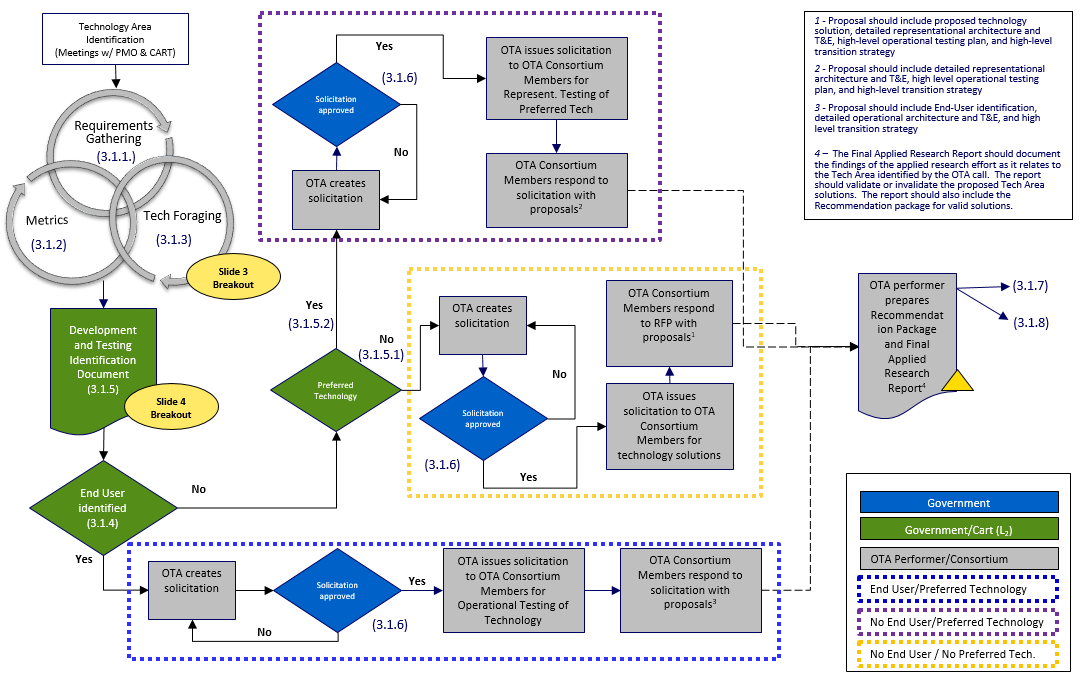 Technology Area
Identification
(Meetings w/ PMO & CART)
Requirements
Gathering
(3.1.1.)
Metrics
(3.1.2)
Tech Foraging
(3.1.3)
Slide 3
Breakout
Development
and Testing
Identification
Document
(3.1.5)
Slide 4
Breakout
End User
identified
(3.1.4)
No
Yes
Preferred
Technology
Yes
(3.1.5.2)
No
(3.1.5.1)
Solicitation
approved
Yes
(3.1.6)
No
OTA creates
solicitation
OTA issues solicitation
to OTA Consortium
Members for
Represent. Testing of
Preferred Tech
OTA Consortium
Members respond to
solicitation with
proposals²
OTA creates
solicitation
Solicitation
approved
No
(3.1.6)
Yes
OTA Consortium
Members respond
to RFP with
proposals¹
OTA issues
solicitation to OTA
Consortium
Members for
technology solutions
OTA creates
solicitation
Solicitation
approved
Yes
No
(3.1.6)
OTA issues solicitation
to OTA Consortium
Members for
Operational Testing of
Technology
OTA Consortium
Members respond to
solicitation with
proposals³
1 - Proposal should include proposed technology
solution, detailed representational architecture and
T&E, high-level operational testing plan, and high-level
transition strategy
2 - Proposal should include detailed representational
architecture and T&E, high level operational testing
plan, and high-level transition strategy
3 - Proposal should include End-User identification,
detailed operational architecture and T&E, and high
level transition strategy
4 – The Final Applied Research Report should document
the findings of the applied research effort as it relates to
the Tech Area identified by the OTA call. The report
should validate or invalidate the proposed Tech Area
solutions. The report should also include the
Recommendation package for valid solutions.
OTA performer
prepares
Recommendat
ion Package
and Final
Applied
Research
Report⁴
(3.1.7)
(3.1.8)
Government
Government/Cart (L₂)
OTA Performer/Consortium
End User/Preferred Technology
No End User/Preferred Technology
No End User / No Preferred Tech.